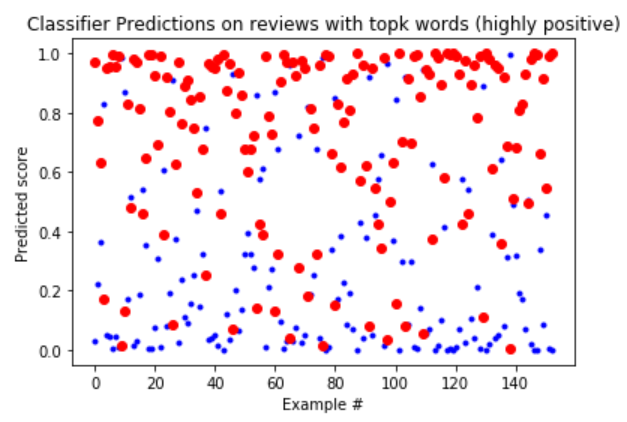 Classifier Predictions on reviews with topk words (highly positive)
1.0
0.8
0.6
0.4
0.2
0.0
Predicted score
0 20 40 60 80 100 120 140
Example #